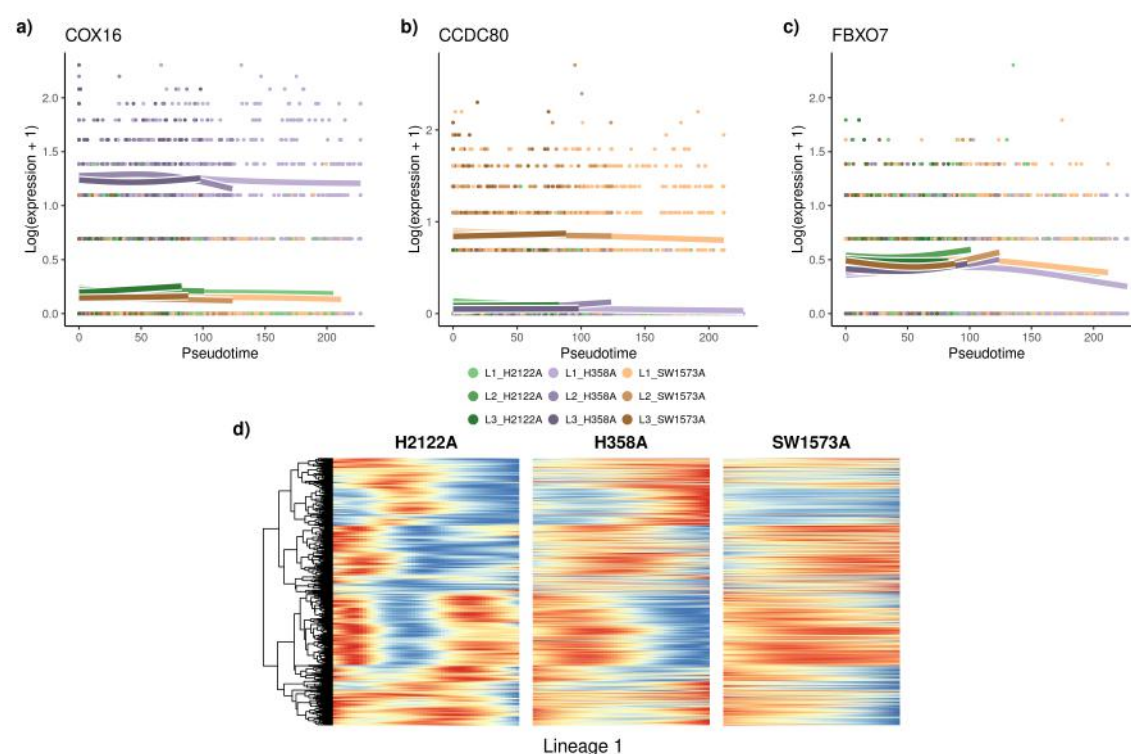 a) COX16
b) CCDC80
c) FBXO7
Log(expression + 1)
2.0
1.5
1.0
0.5
0.0
0 50 100 150 200
Pseudotime
Log(expression + 1)
2
1
0
0 50 100 150 200
Pseudotime
Log(expression + 1)
2.0
1.5
1.0
0.5
0.0
0 50 100 150 200
Pseudotime
L1_H2122A L1_H358A L1_SW1573A
L2_H2122A L2_H358A L2_SW1573A
L3_H2122A L3_H358A L3_SW1573A
d)
H2122A H358A SW1573A
Lineage 1